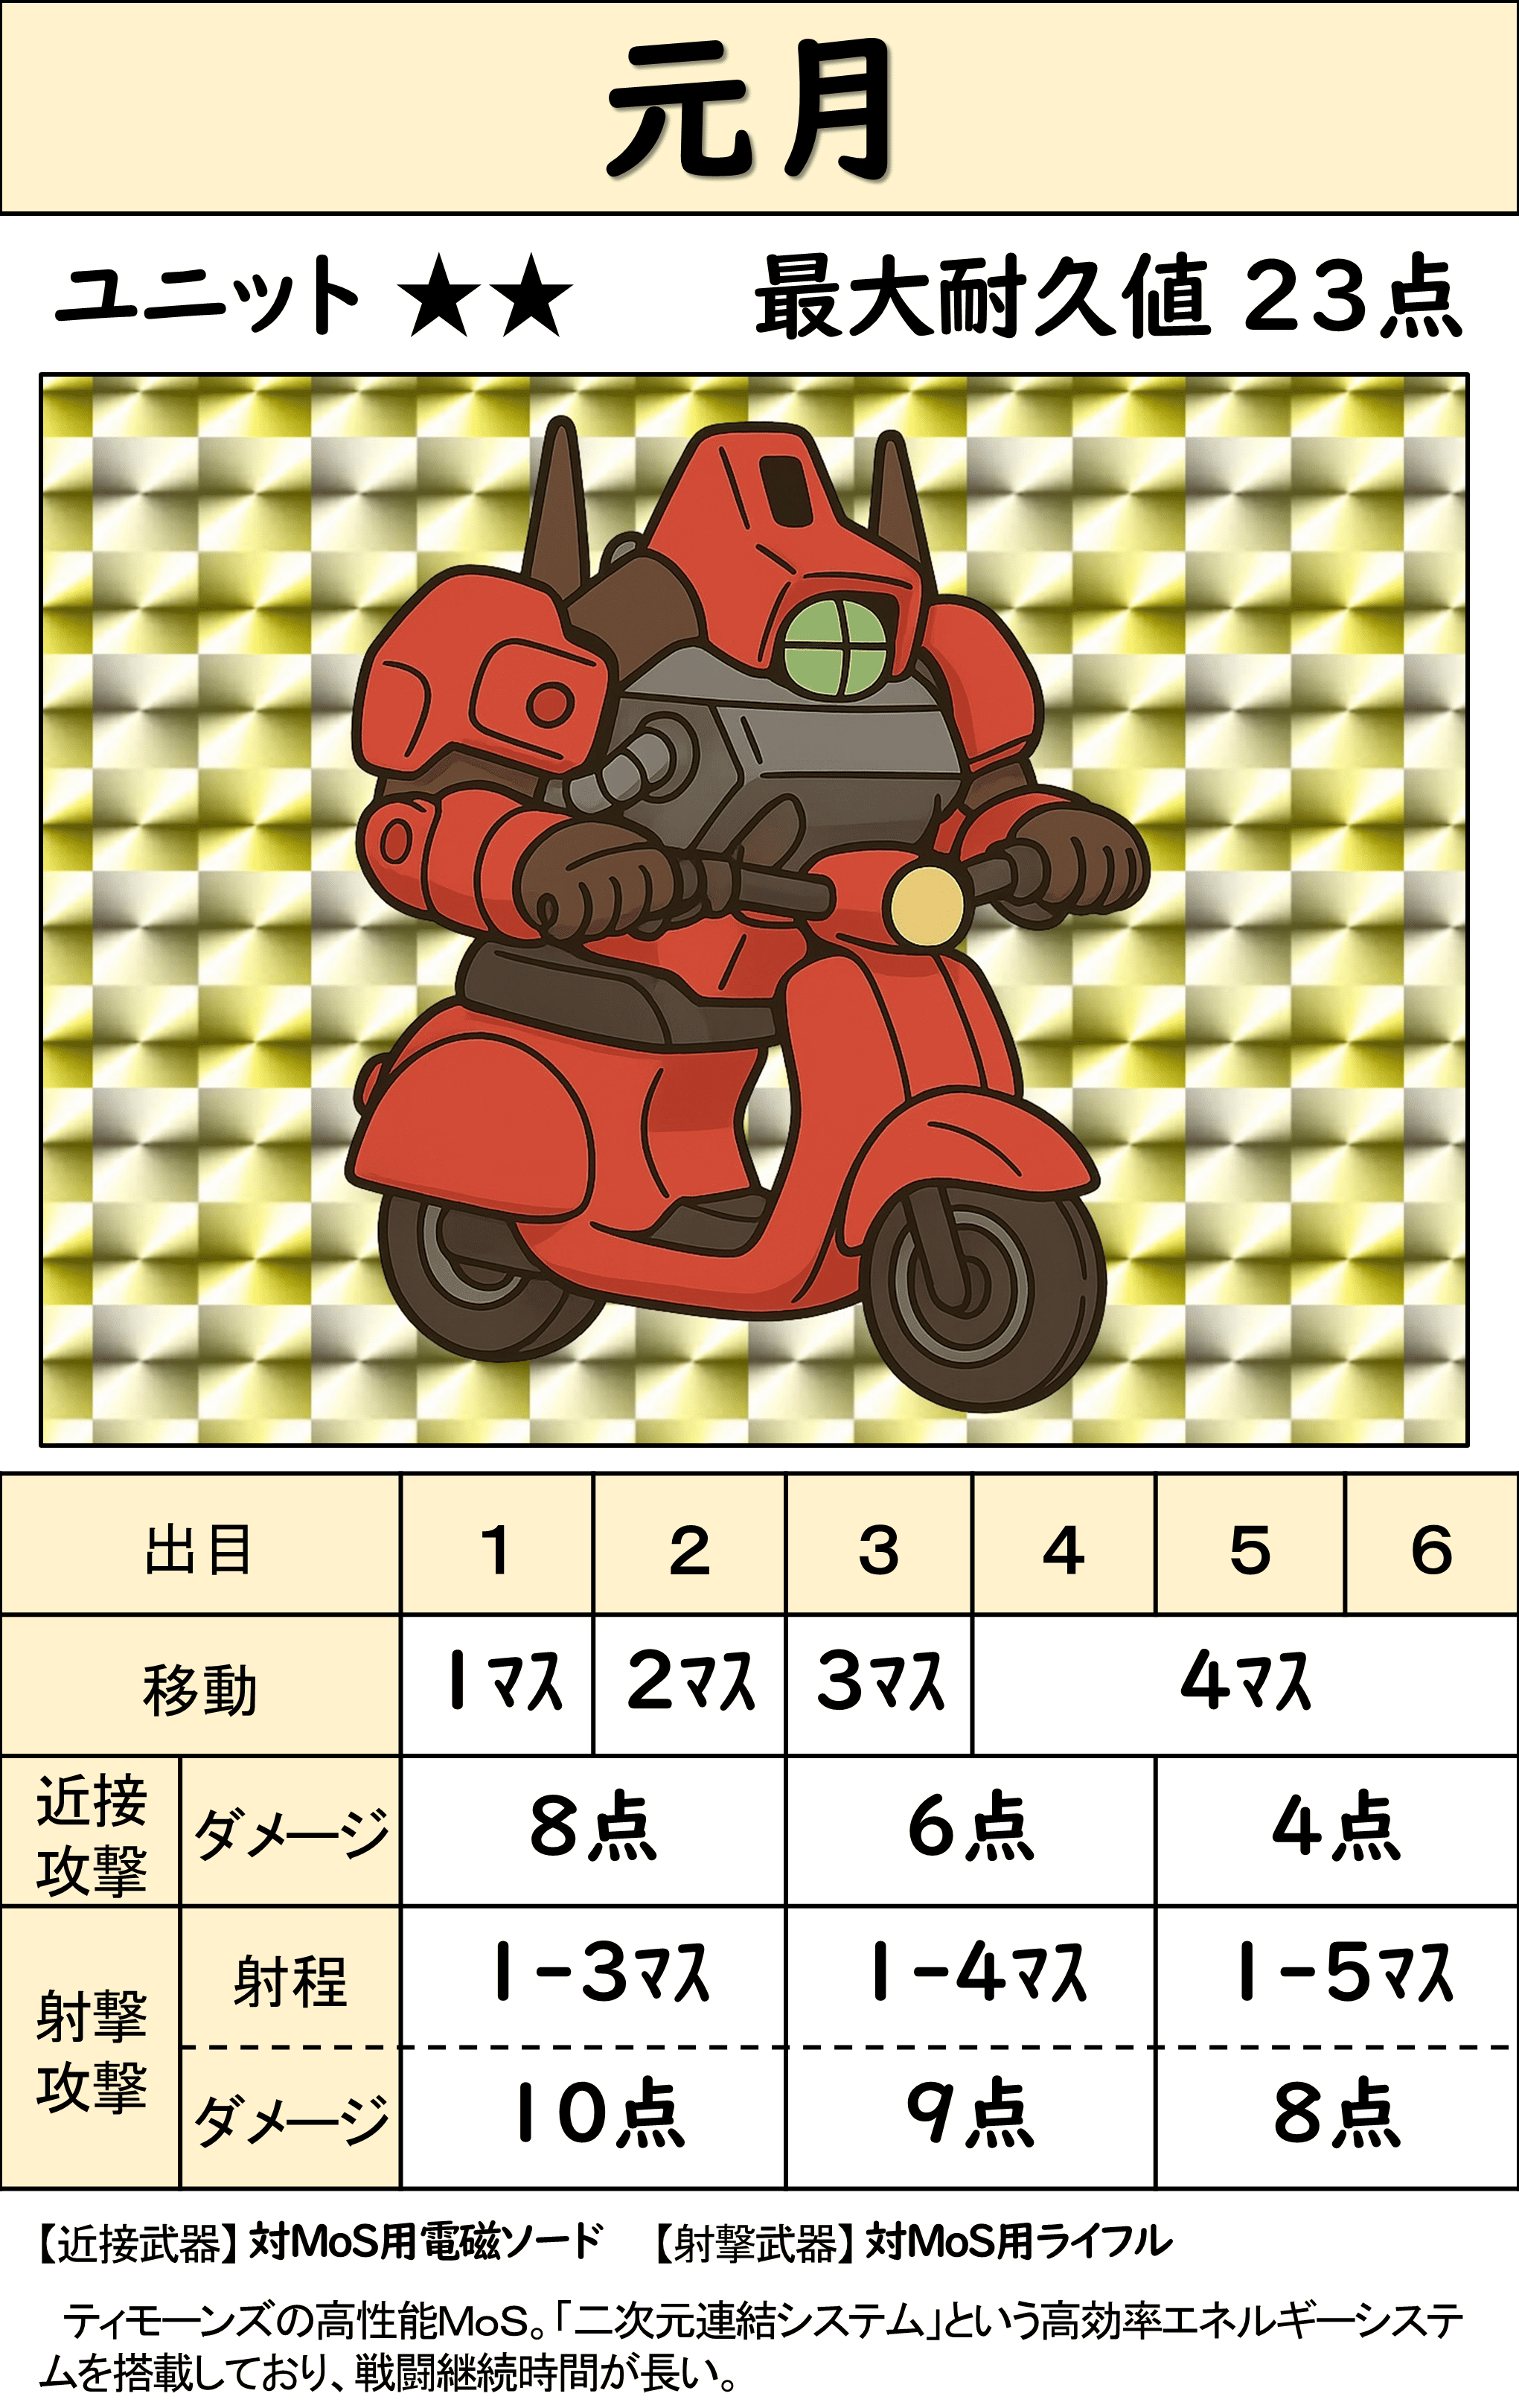 元月
ユニット ★★ 最大耐久値 23点
出目 1 2 3 4 5 6
移動 1マス 2マス 3マス 4マス
近接攻撃 ダメージ 8点 6点 4点
射撃攻撃 射程 1-3マス 1-4マス 1-5マス
ダメージ 10点 9点 8点
【近接武器】対MoS用電磁ソード 【射撃武器】対MoS用ライフル
ティモーンズの高性能MoS。「二次元連結システム」という高効率エネルギーシステ
ムを搭載しており、戦闘継続時間が長い。